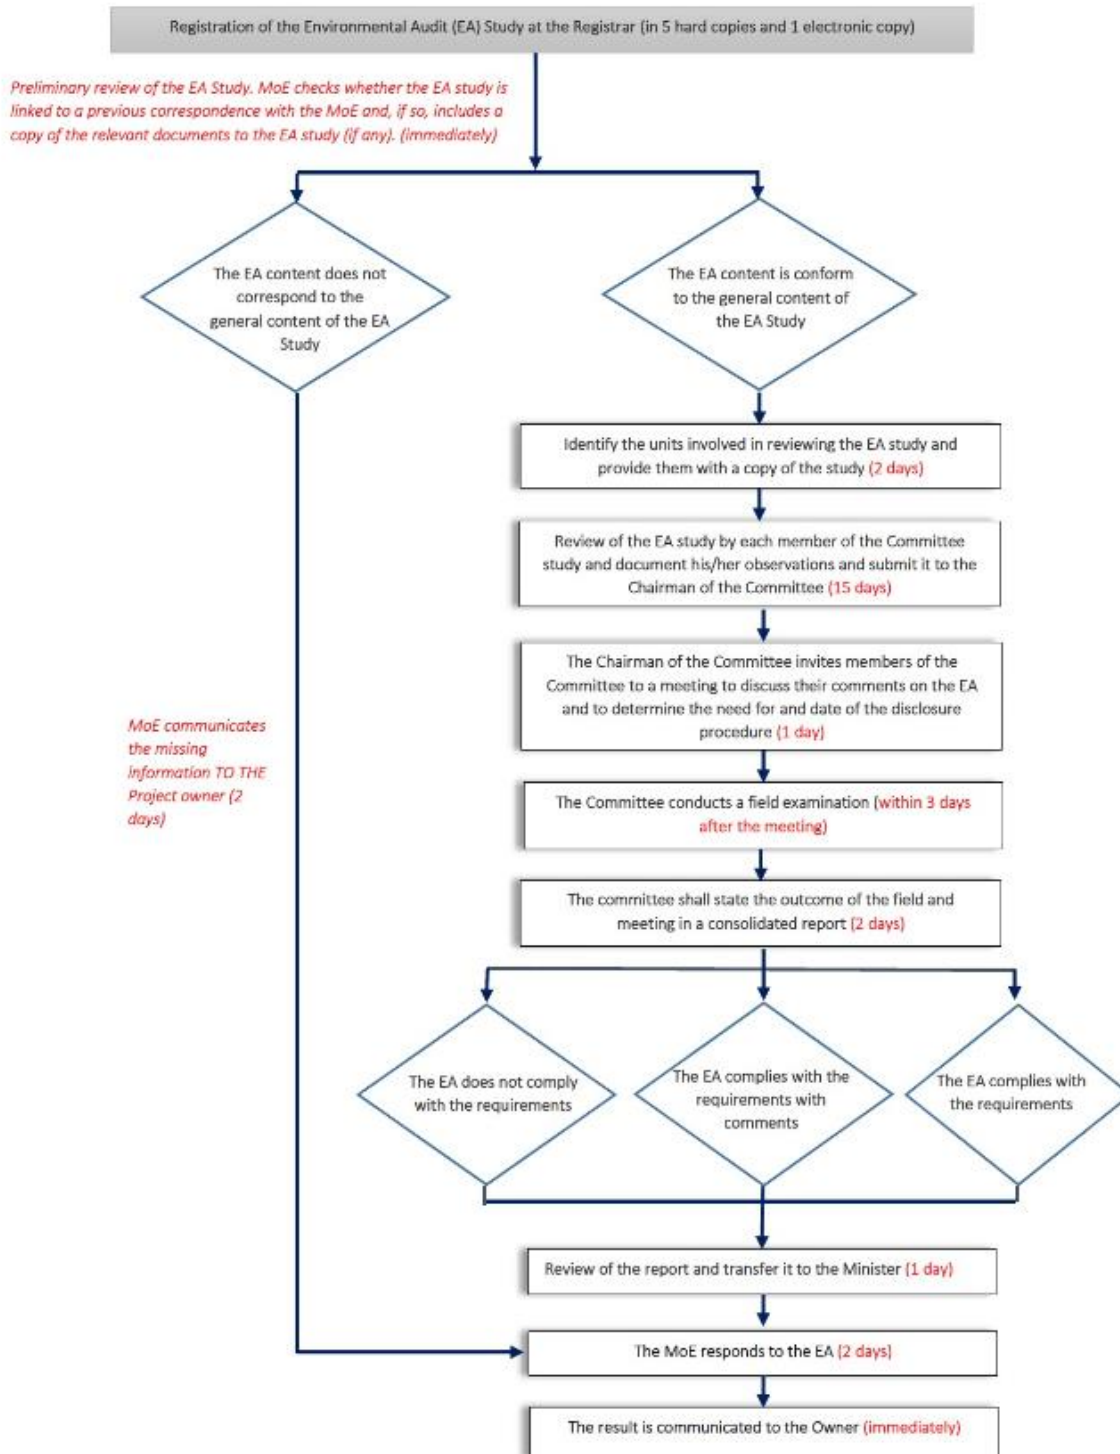 Registration of the Environmental Audit (EA) Study at the Registrar (in 5 hard copies and 1 electronic copy)
Preliminary review of the EA Study. MoE checks whether the EA study is
linked to a previous correspondence with the MoE and, if so, includes a
copy of the relevant documents to the EA study (if any). (immediately)
The EA content does not
correspond to the
general content of the EA
Study
The EA content is conform
to the general content of
the EA Study
Identify the units involved in reviewing the EA study and
provide them with a copy of the study (2 days)
Review of the EA study by each member of the Committee
study and document his/her observations and submit it to the
Chairman of the Committee (15 days)
The Chairman of the Committee invites members of the
Committee to a meeting to discuss their comments on the EA
and to determine the need for and date of the disclosure
procedure (1 day)
MoE communicates
the missing
information TO THE
Project owner (2
days)
The Committee conducts a field examination (within 3 days
after the meeting)
The committee shall state the outcome of the field and
meeting in a consolidated report (2 days)
The EA does not comply
with the requirements
The EA complies with the
requirements with
comments
The EA complies with
the requirements
Review of the report and transfer it to the Minister (1 day)
The MoE responds to the EA (2 days)
The result is communicated to the Owner (immediately)